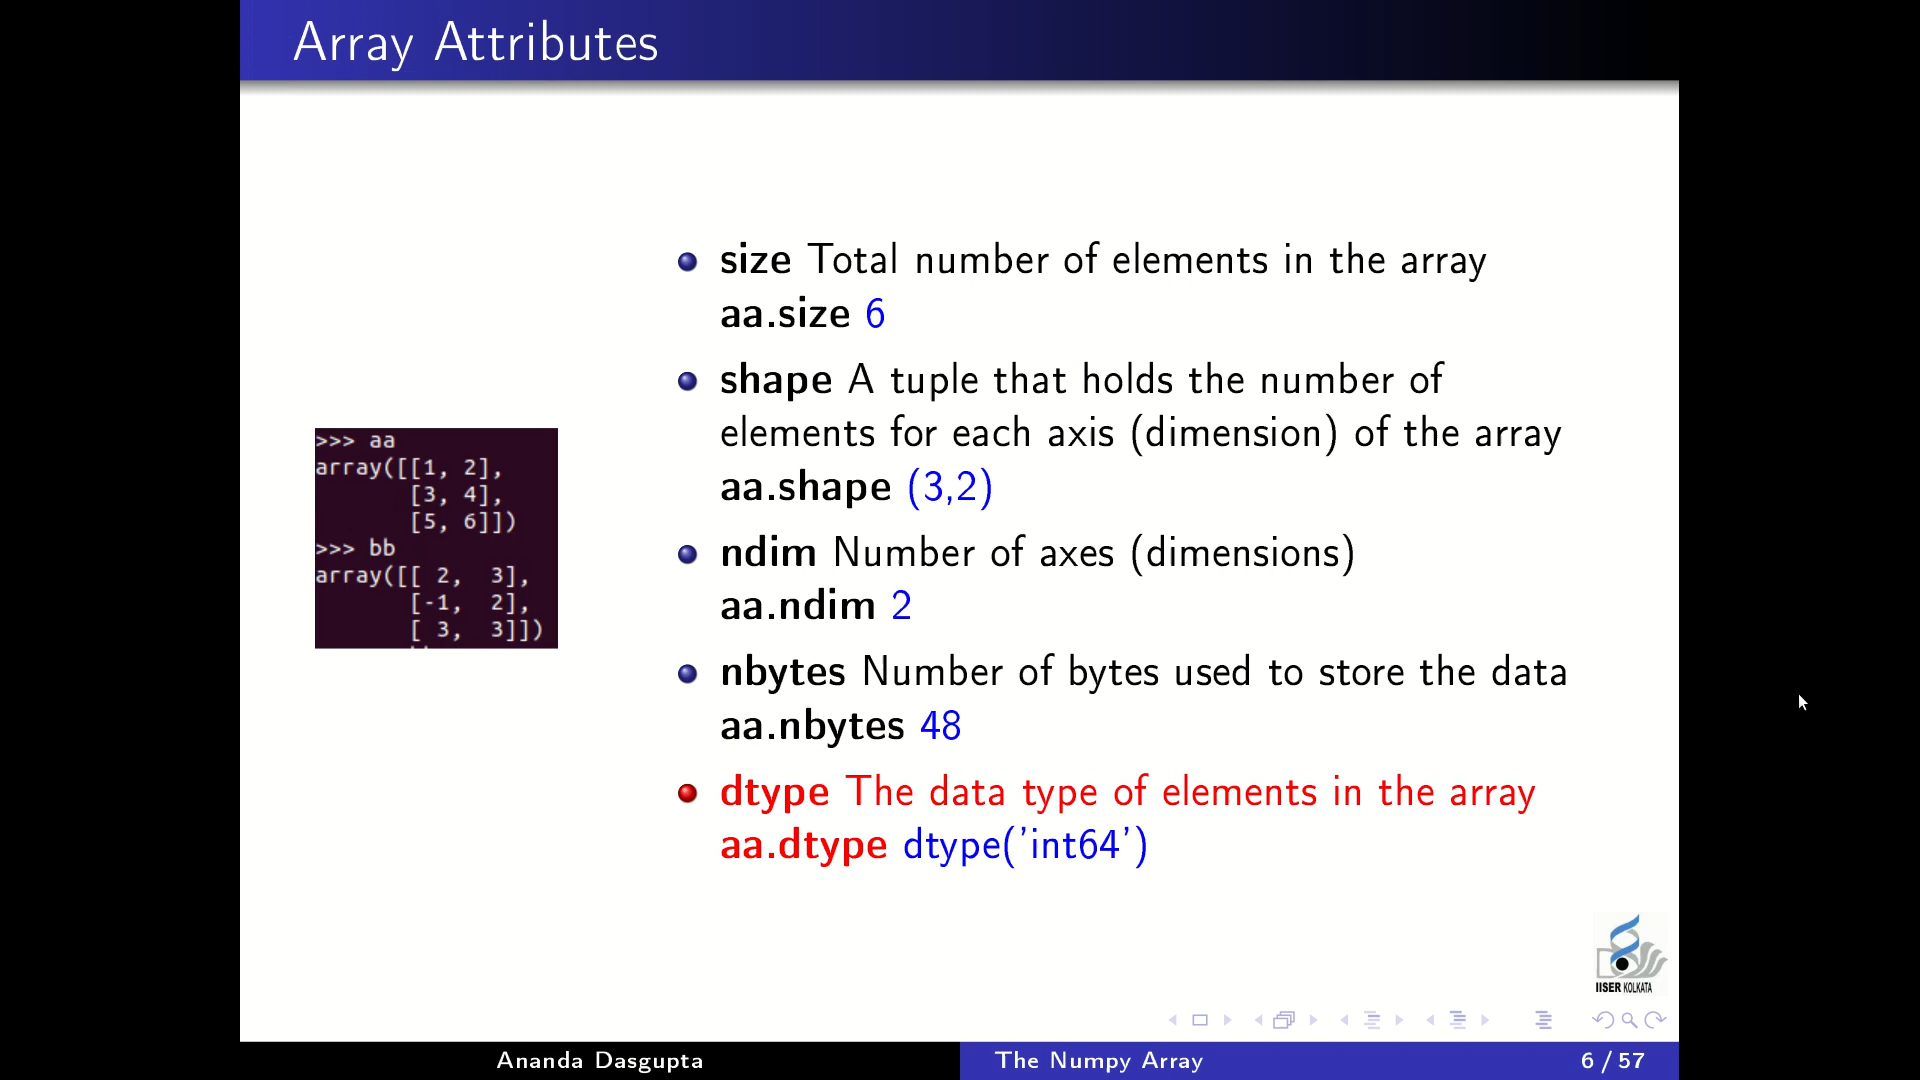 Array Attributes
>>> aa
array([[1, 2],
[3, 4],
[5, 6]])
>>> bb
array([[ 2,  3],
[-1,  2],
[ 3,  3]])
size Total number of elements in the array
aa.size 6
shape A tuple that holds the number of
elements for each axis (dimension) of the array
aa.shape (3,2)
ndim Number of axes (dimensions)
aa.ndim 2
nbytes Number of bytes used to store the data
aa.nbytes 48
dtype The data type of elements in the array
aa.dtype dtype('int64')
IISER KOLKATA
Ananda Dasgupta
The Numpy Array
6 / 57